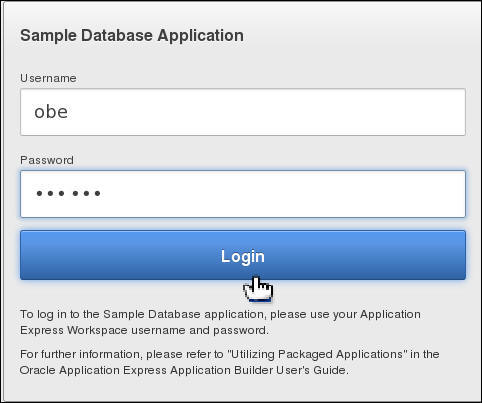 Sample Database Application
Username
obe
Password
••••••
Login
To log in to the Sample Database application, please use your Application
Express Workspace username and password.
For further information, please refer to "Utilizing Packaged Applications" in the
Oracle Application Express Application Builder User's Guide.